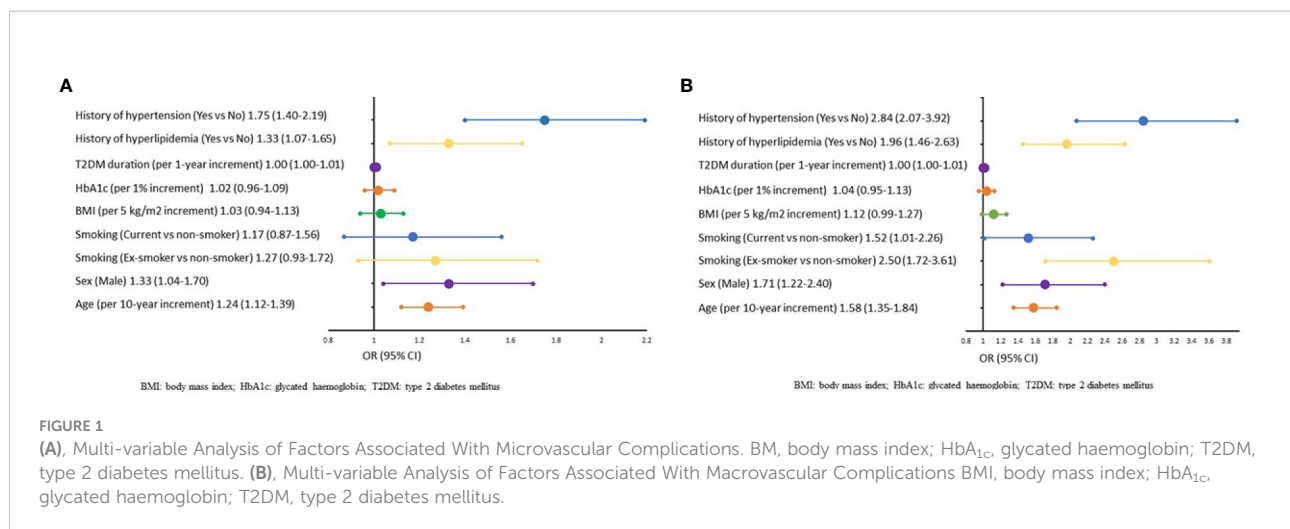 A
History of hypertension (Yes vs No) 1.75 (1.40-2.19)
History of hyperlipidemia (Yes vs No) 1.33 (1.07-1.65)
T2DM duration (per 1-year increment) 1.00 (1.00-1.01)
HbA1c (per 1% increment) 1.02 (0.96-1.09)
BMI (per 5 kg/m2 increment) 1.03 (0.94-1.13)
Smoking (Current vs non-smoker) 1.17 (0.87-1.56)
Smoking (Ex-smoker vs non-smoker) 1.27 (0.93-1.72)
Sex (Male) 1.33 (1.04-1.70)
Age (per 10-year increment) 1.24 (1.12-1.39)
0.8 1 1.2 1.4 1.6 1.8 2 2.2
OR (95% CI)
BMI: body mass index; HbA1c: glycated haemoglobin; T2DM: type 2 diabetes mellitus
B
History of hypertension (Yes vs No) 2.84 (2.07-3.92)
History of hyperlipidemia (Yes vs No) 1.96 (1.46-2.63)
T2DM duration (per 1-year increment) 1.00 (1.00-1.01)
HbA1c (per 1% increment) 1.04 (0.95-1.13)
BMI (per 5 kg/m2 increment) 1.12 (0.99-1.27)
Smoking (Current vs non-smoker) 1.52 (1.01-2.26)
Smoking (Ex-smoker vs non-smoker) 2.50 (1.72-3.61)
Sex (Male) 1.71 (1.22-2.40)
Age (per 10-year increment) 1.58 (1.35-1.84)
0.8 1 1.2 1.4 1.6 1.8 2 2.2 2.4 2.6 2.8 3 3.2 3.4 3.6 3.8
OR (95% CI)
BMI: body mass index; HbA1c: glycated haemoglobin; T2DM: type 2 diabetes mellitus
FIGURE 1
(A), Multi-variable Analysis of Factors Associated With Microvascular Complications. BM, body mass index; HbA1c, glycated haemoglobin; T2DM,
type 2 diabetes mellitus. (B), Multi-variable Analysis of Factors Associated With Macrovascular Complications BMI, body mass index; HbA1c,
glycated haemoglobin; T2DM, type 2 diabetes mellitus.